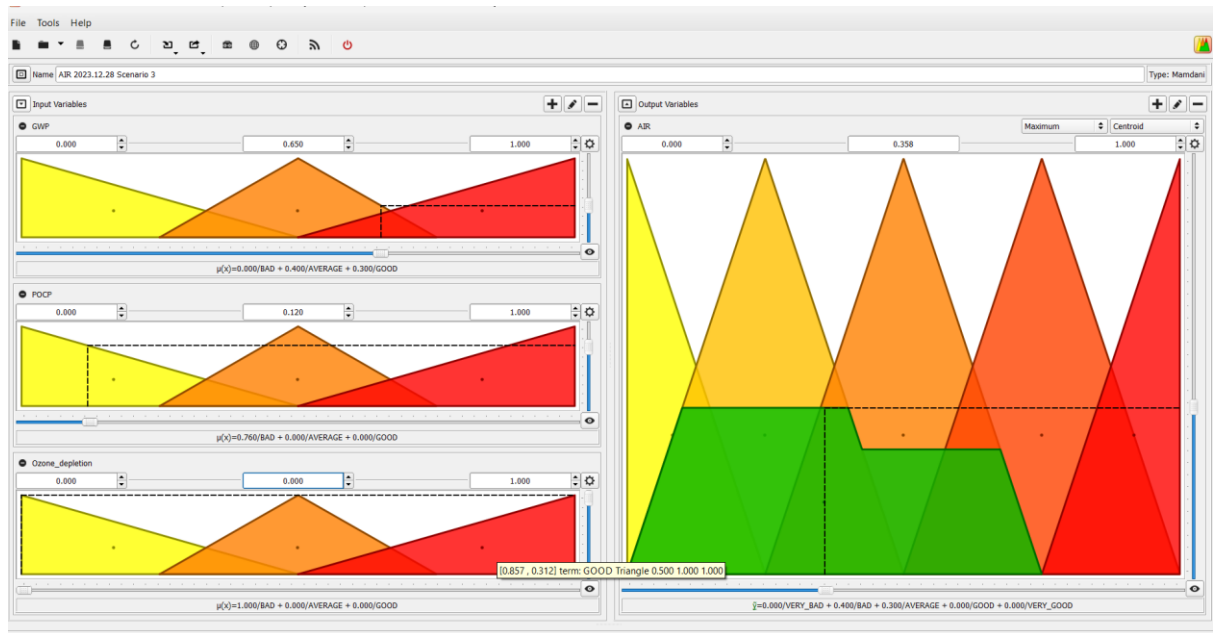 File Tools Help
Name AIR 2023.12.28 Scenario 3 Type: Mamdani
Input Variables
GWP
0.000 0.650 1.000
μ(x)=0.000/BAD + 0.400/AVERAGE + 0.300/GOOD
POCP
0.000 0.120 1.000
μ(x)=0.760/BAD + 0.000/AVERAGE + 0.000/GOOD
Ozone_depletion
0.000 0.000 1.000
[0.857 , 0.312] term: GOOD Triangle 0.500 1.000 1.000
μ(x)=1.000/BAD + 0.000/AVERAGE + 0.000/GOOD
Output Variables
AIR Maximum Centroid
0.000 0.358 1.000
ỹ=0.000/VERY_BAD + 0.400/BAD + 0.300/AVERAGE + 0.000/GOOD + 0.000/VERY_GOOD